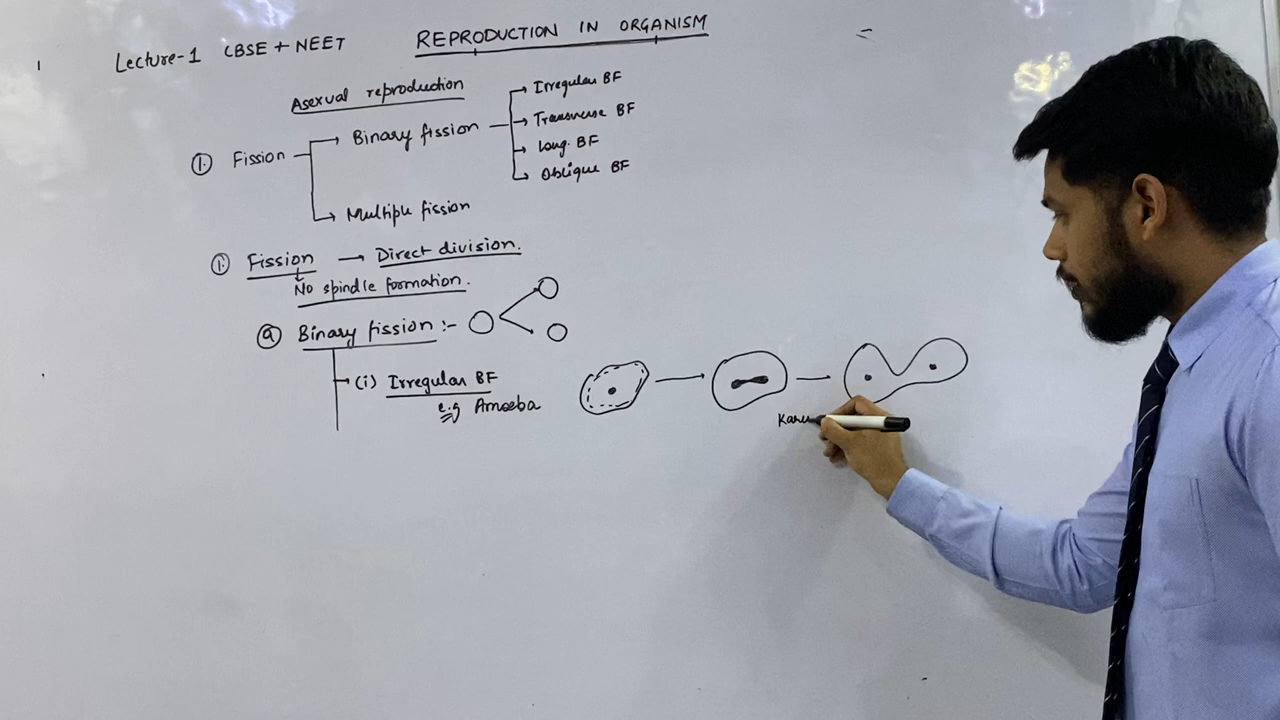 Lecture-1 CBSE + NEET
REPRODUCTION IN ORGANISM
Asexual reproduction
① Fission
Binary fission
Irregular BF
Transverse BF
Long. BF
Oblique BF
Multiple fission
① Fission → Direct division.
No spindle formation.
ⓐ Binary fission :-
(i) Irregular BF
e.g Amoeba